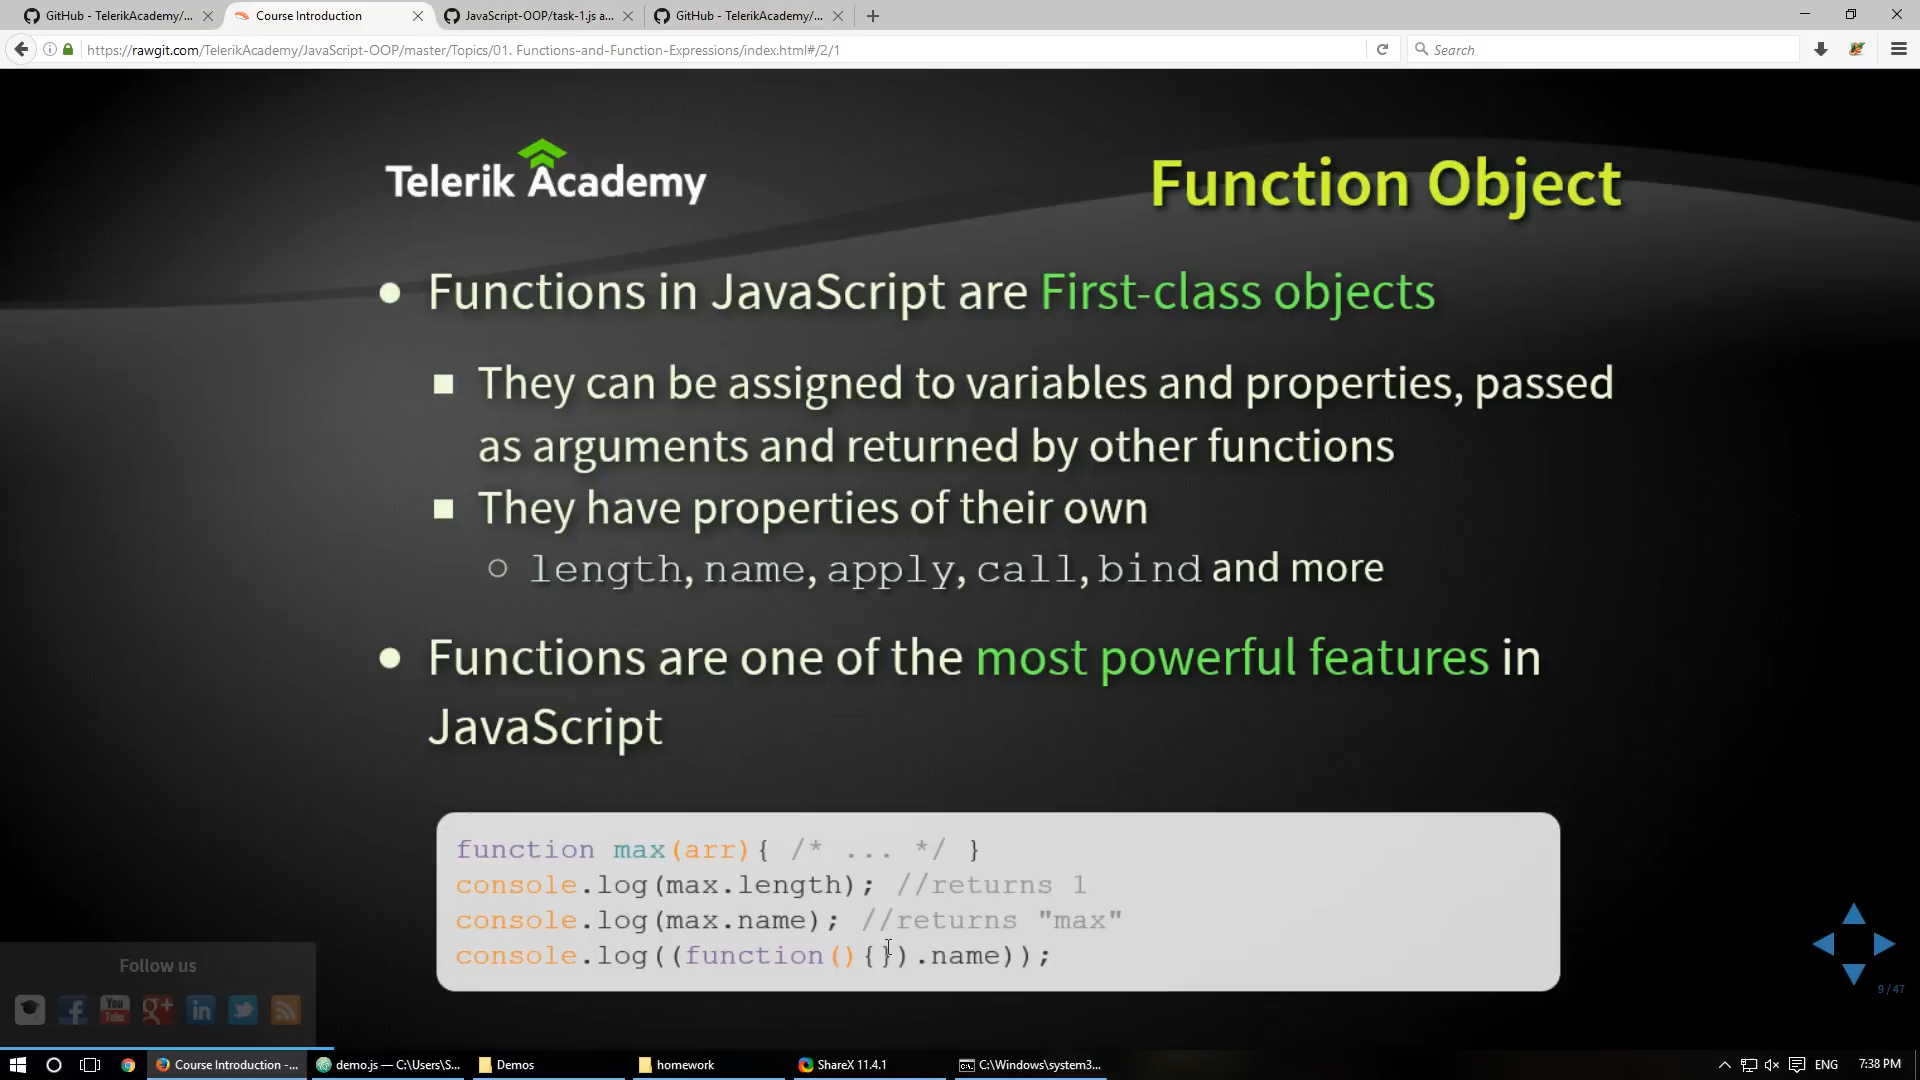 GitHub - TelerikAcademy/...
Course Introduction
JavaScript-OOP/task-1.js a...
GitHub - TelerikAcademy/...
https://rawgit.com/TelerikAcademy/JavaScript-OOP/master/Topics/01. Functions-and-Function-Expressions/index.html#/2/1
Search
Telerik Academy
Function Object
Functions in JavaScript are First-class objects
They can be assigned to variables and properties, passed
as arguments and returned by other functions
They have properties of their own
length, name, apply, call, bind and more
Functions are one of the most powerful features in
JavaScript
function max(arr){ /* ... */ }
console.log(max.length); //returns 1
console.log(max.name); //returns "max"
console.log((function(){}).name));
Follow us
You Tube
g+
in
9 / 47
Course Introduction -...
demo.js — C:\Users\S...
Demos
homework
ShareX 11.4.1
C:\Windows\system3...
ENG
7:38 PM